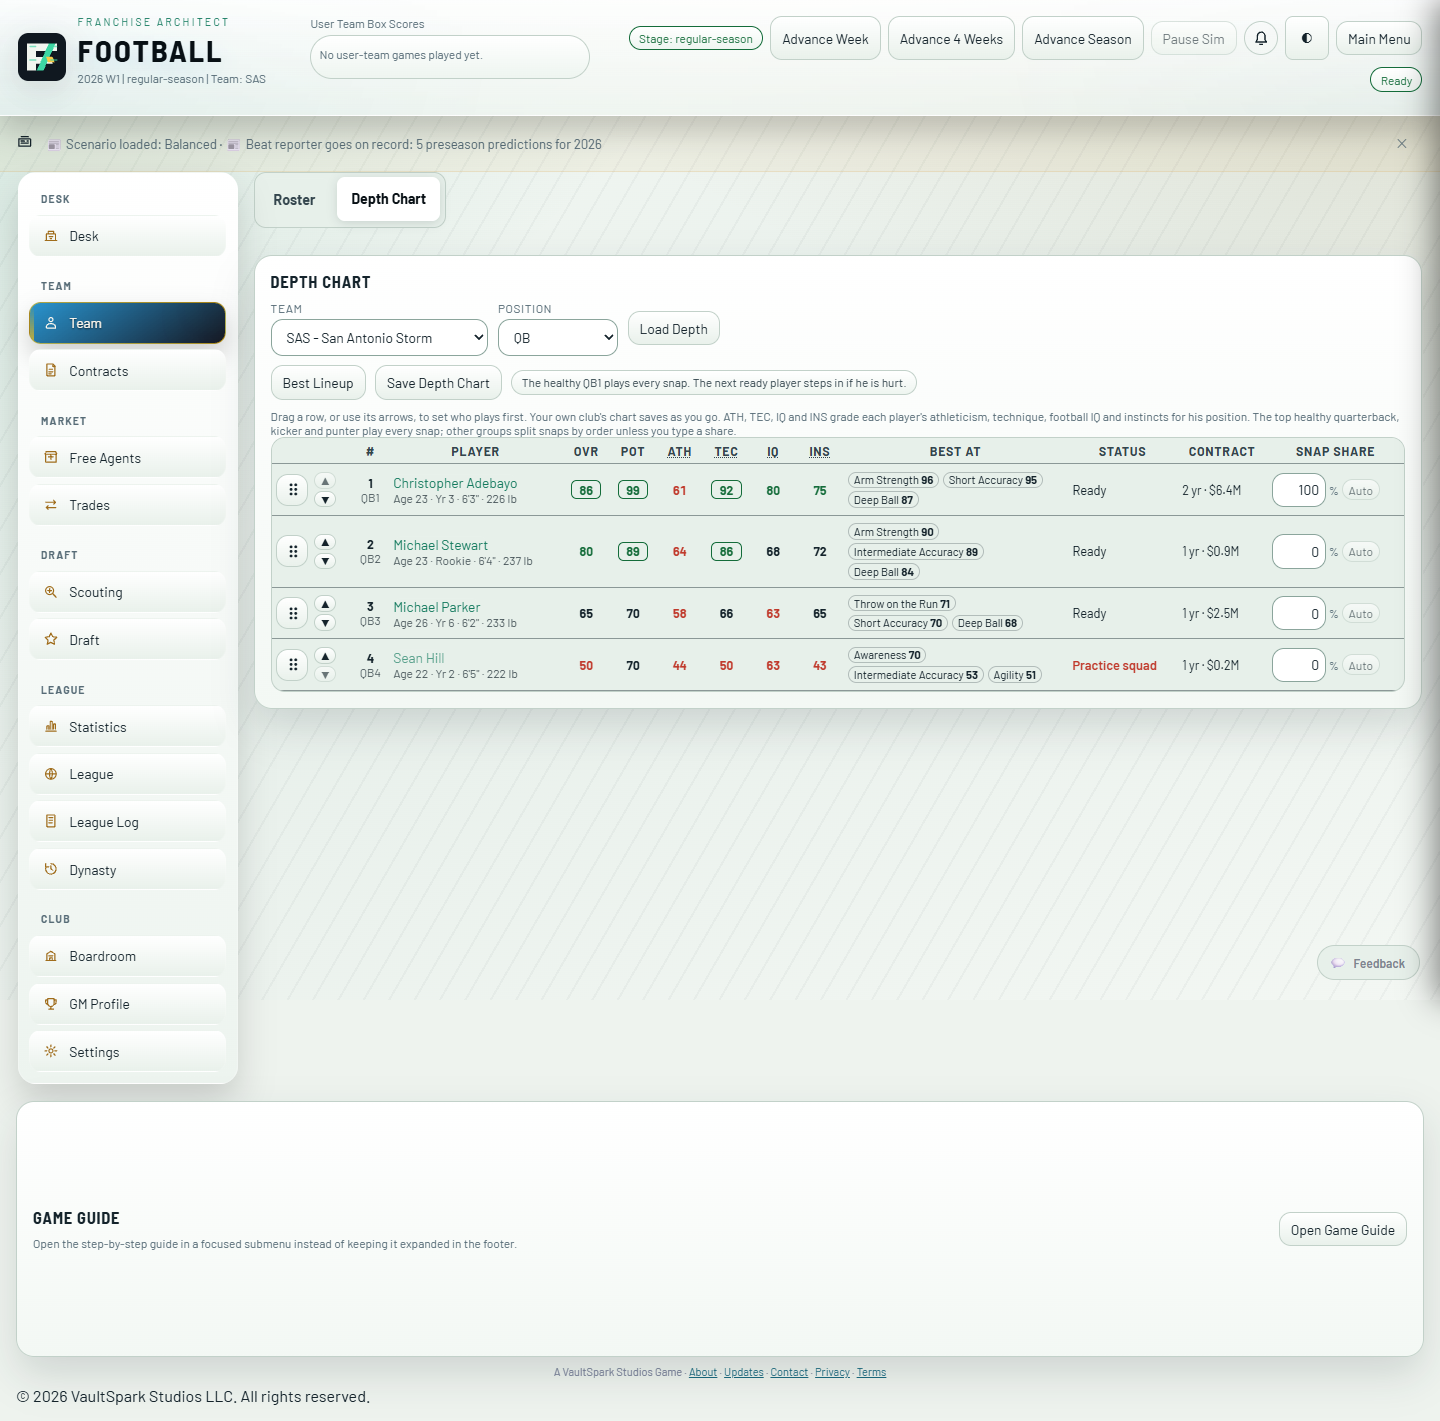 FRANCHISE ARCHITECT
FOOTBALL
2026 W1 | regular-season | Team: SAS
User Team Box Scores
No user-team games played yet.
Stage: regular-season
Advance Week
Advance 4 Weeks
Advance Season
Pause Sim
Main Menu
Ready
Scenario loaded: Balanced · Beat reporter goes on record: 5 preseason predictions for 2026
DESK
Desk
TEAM
Team
Contracts
MARKET
Free Agents
Trades
DRAFT
Scouting
Draft
LEAGUE
Statistics
League
League Log
Dynasty
CLUB
Boardroom
GM Profile
Settings
Roster
Depth Chart
DEPTH CHART
TEAM POSITION
SAS - San Antonio Storm QB Load Depth
Best Lineup Save Depth Chart The healthy QB1 plays every snap. The next ready player steps in if he is hurt.
Drag a row, or use its arrows, to set who plays first. Your own club's chart saves as you go. ATH, TEC, IQ and INS grade each player's athleticism, technique, football IQ and instincts for his position. The top healthy quarterback,
kicker and punter play every snap; other groups split snaps by order unless you type a share.
# PLAYER OVR POT ATH TEC IQ INS BEST AT STATUS CONTRACT SNAP SHARE
1 QB1 Christopher Adebayo Age 23 · Yr 3 · 6'3" · 226 lb 86 99 61 92 80 75 Arm Strength 96 Short Accuracy 95 Deep Ball 87 Ready 2 yr · $6.4M 100 % Auto
2 QB2 Michael Stewart Age 23 · Rookie · 6'4" · 237 lb 80 89 64 86 68 72 Arm Strength 90 Intermediate Accuracy 89 Deep Ball 84 Ready 1 yr · $0.9M 0 % Auto
3 QB3 Michael Parker Age 26 · Yr 6 · 6'2" · 233 lb 65 70 58 66 63 65 Throw on the Run 71 Short Accuracy 70 Deep Ball 68 Ready 1 yr · $2.5M 0 % Auto
4 QB4 Sean Hill Age 22 · Yr 2 · 6'5" · 222 lb 50 70 44 50 63 43 Awareness 70 Intermediate Accuracy 53 Agility 51 Practice squad 1 yr · $0.2M 0 % Auto
Feedback
GAME GUIDE
Open the step-by-step guide in a focused submenu instead of keeping it expanded in the footer.
Open Game Guide
A VaultSpark Studios Game · About · Updates · Contact · Privacy · Terms
© 2026 VaultSpark Studios LLC. All rights reserved.